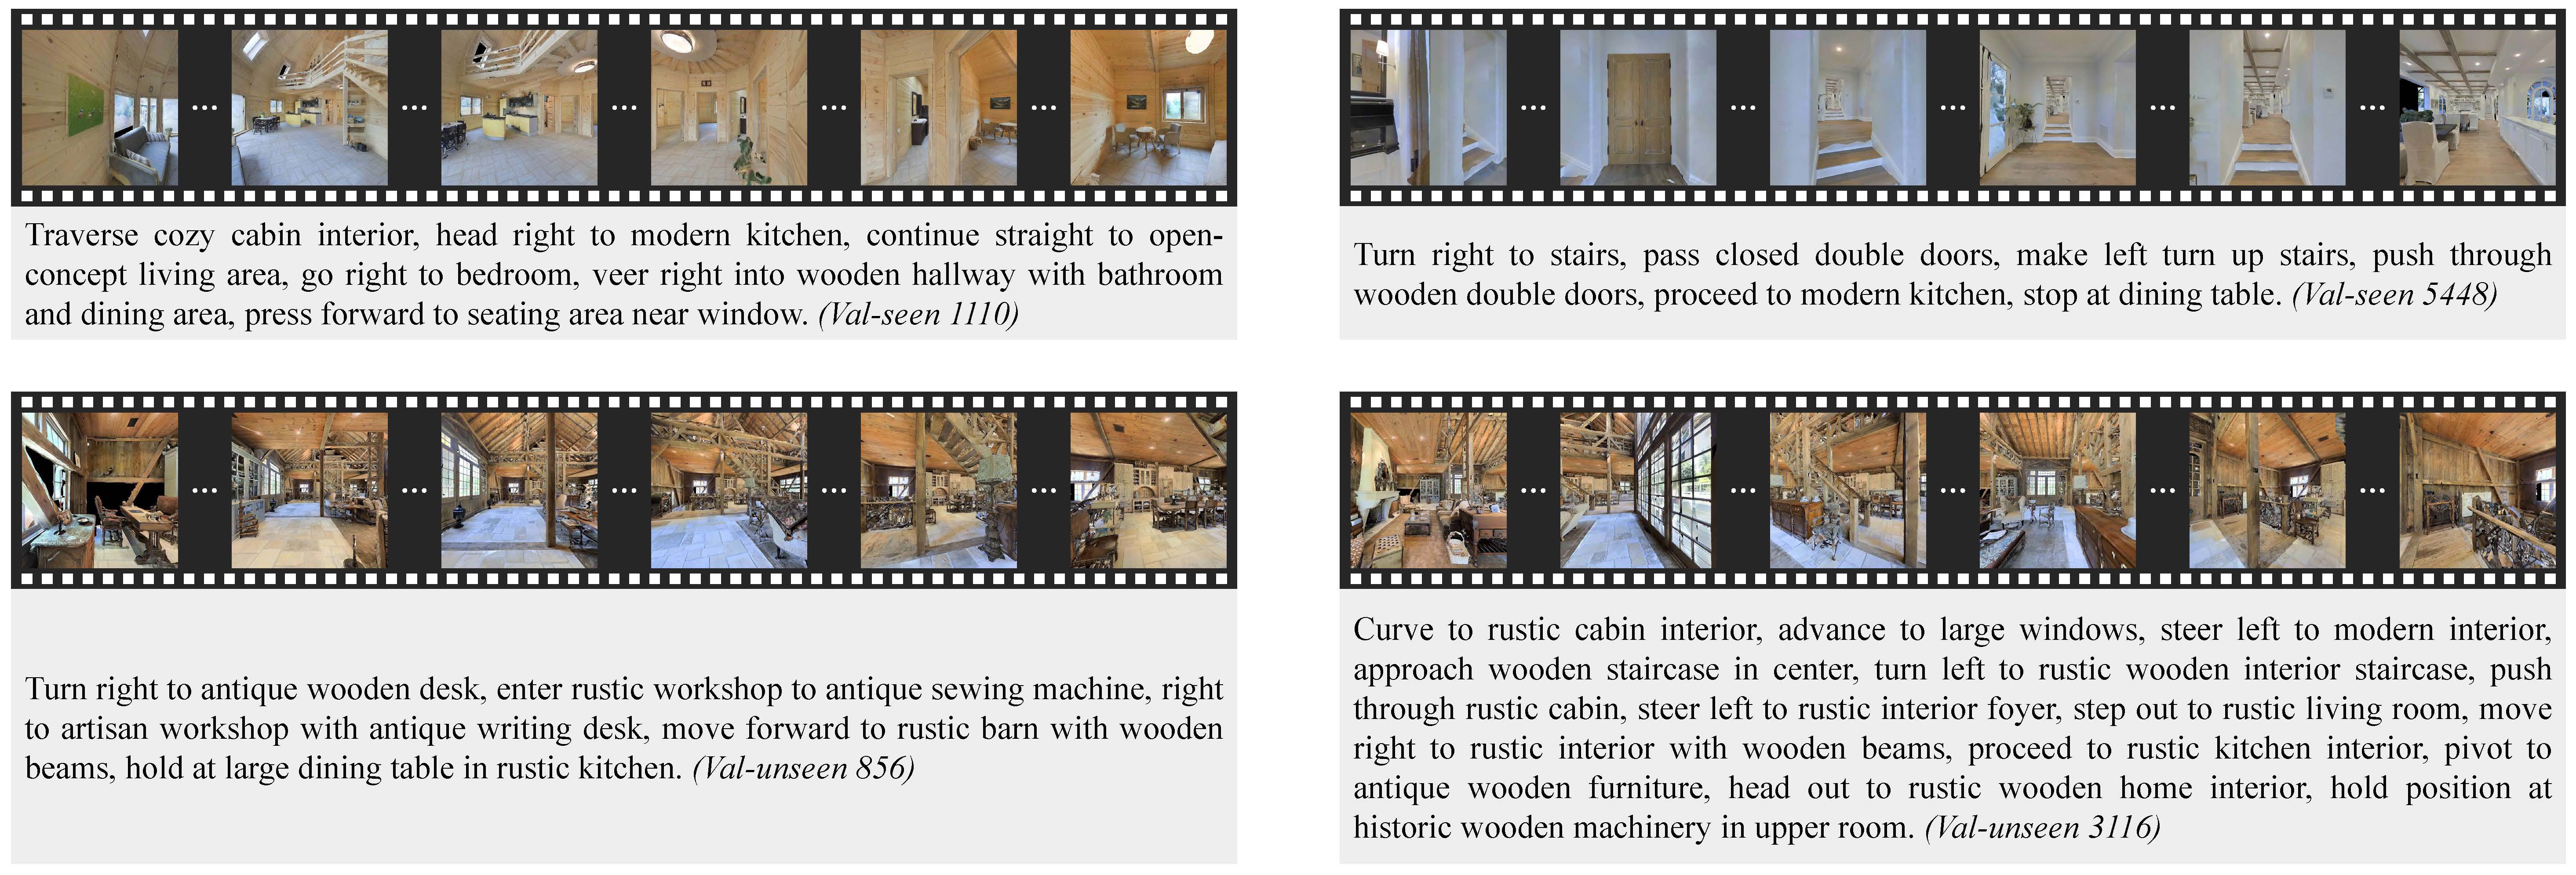 Traverse cozy cabin interior, head right to modern kitchen, continue straight to open-
concept living area, go right to bedroom, veer right into wooden hallway with bathroom
and dining area, press forward to seating area near window. (Val-seen 1110)
Turn right to stairs, pass closed double doors, make left turn up stairs, push through
wooden double doors, proceed to modern kitchen, stop at dining table. (Val-seen 5448)
Turn right to antique wooden desk, enter rustic workshop to antique sewing machine, right
to artisan workshop with antique writing desk, move forward to rustic barn with wooden
beams, hold at large dining table in rustic kitchen. (Val-unseen 856)
Curve to rustic cabin interior, advance to large windows, steer left to modern interior,
approach wooden staircase in center, turn left to rustic wooden interior staircase, push
through rustic cabin, steer left to rustic interior foyer, step out to rustic living room, move
right to rustic interior with wooden beams, proceed to rustic kitchen interior, pivot to
antique wooden furniture, head out to rustic wooden home interior, hold position at
historic wooden machinery in upper room. (Val-unseen 3116)